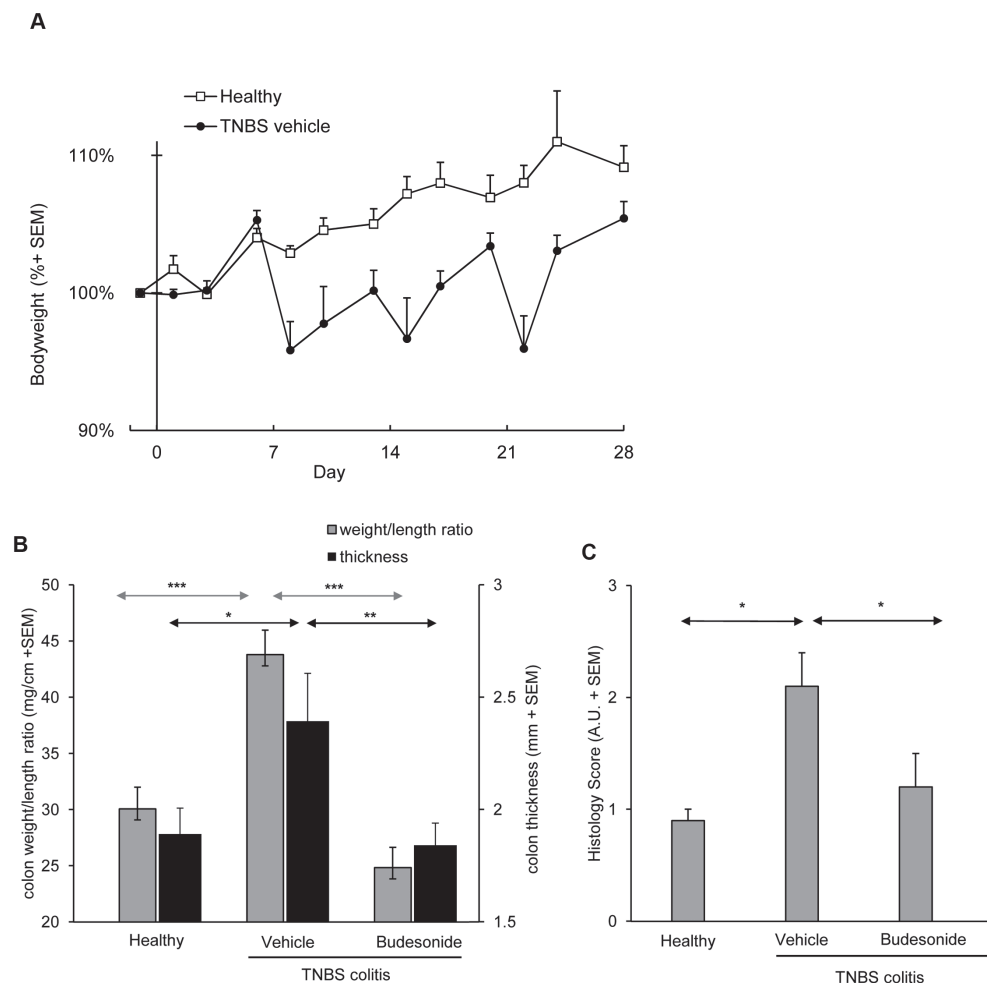 A
Healthy
TNBS vehicle
110%
100%
90%
Bodyweight (%+ SEM)
0 7 14 21 28
Day
B
weight/length ratio
thickness
50
45
40
35
30
25
20
colon weight/length ratio (mg/cm +SEM)
*** ***
* **
3
2.5
2
1.5
colon thickness (mm + SEM)
Healthy Vehicle Budesonide
TNBS colitis
C
3
2
1
0
Histology Score (A.U. + SEM)
* *
Healthy Vehicle Budesonide
TNBS colitis